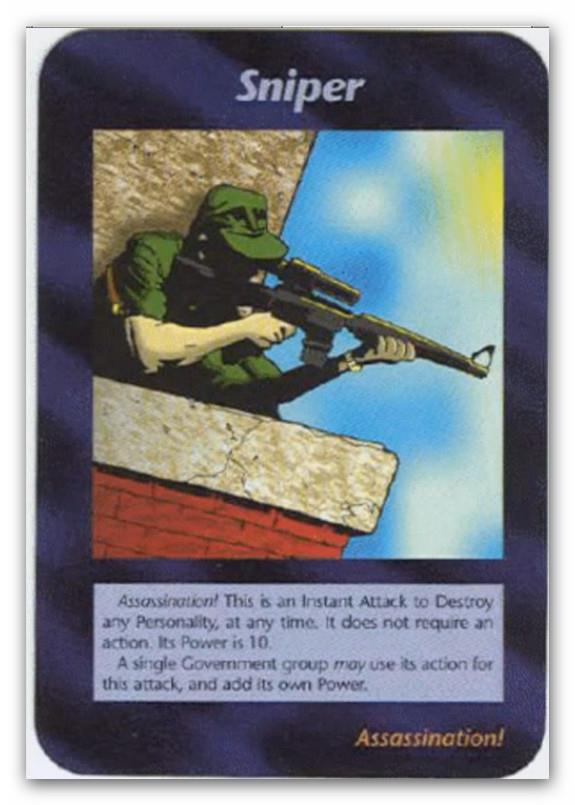 Sniper
Assassination! This is an Instant Attack to Destroy
any Personality, at any time. It does not require an
action. Its Power is 10.
A single Government group may use its action for
this attack, and add its own Power.
Assassination!